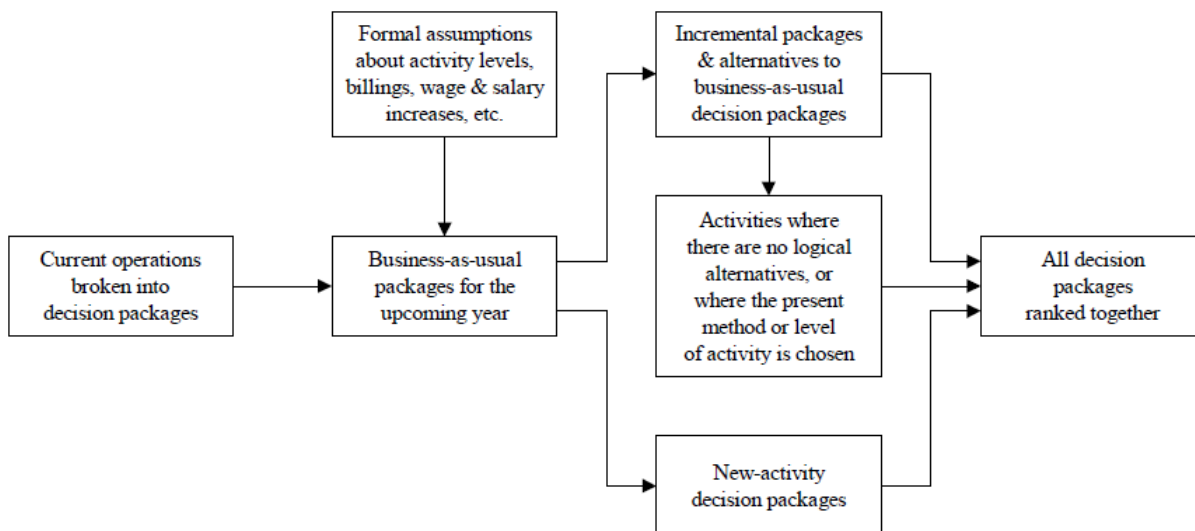 Formal assumptions
about activity levels,
billings, wage & salary
increases, etc.
Incremental packages
& alternatives to
business-as-usual
decision packages
Current operations
broken into
decision packages
Business-as-usual
packages for the
upcoming year
Activities where
there are no logical
alternatives, or
where the present
method or level
of activity is chosen
All decision
packages
ranked together
New-activity
decision packages